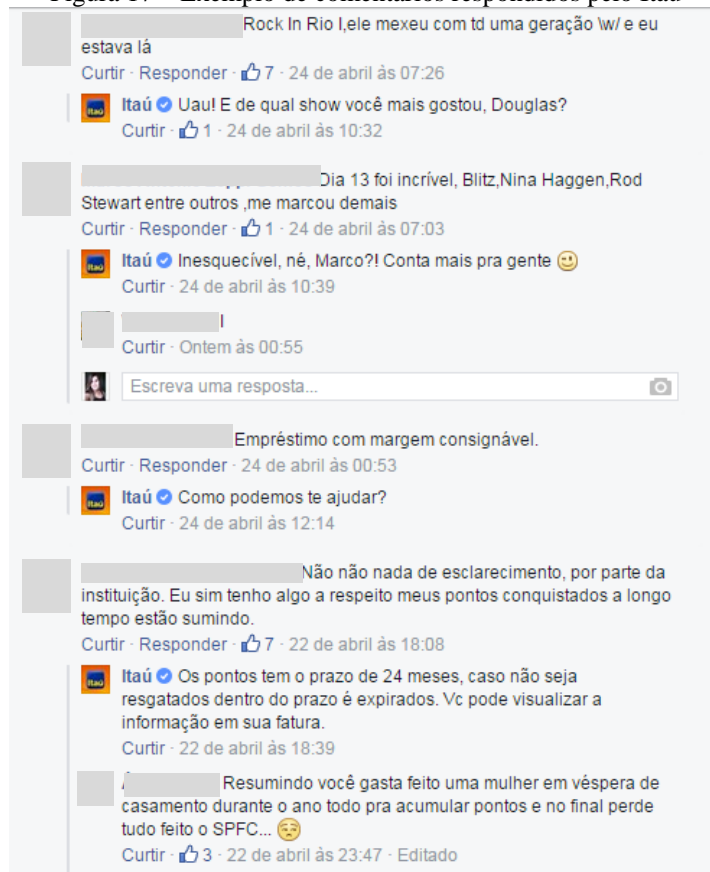 Figura 17 – Exemplo de comentários respondidos pelo Itaú
Rock In Rio I,ele mexeu com td uma geração \w/ e eu
estava lá
Curtir · Responder · 7 · 24 de abril às 07:26
Itaú Uau! E de qual show você mais gostou, Douglas?
Curtir · 1 · 24 de abril às 10:32
Dia 13 foi incrível, Blitz,Nina Haggen,Rod
Stewart entre outros ,me marcou demais
Curtir · Responder · 1 · 24 de abril às 07:03
Itaú Inesquecível, né, Marco?! Conta mais pra gente
Curtir · 24 de abril às 10:39
Curtir · Ontem às 00:55
Escreva uma resposta...
Empréstimo com margem consignável.
Curtir · Responder · 24 de abril às 00:53
Itaú Como podemos te ajudar?
Curtir · 24 de abril às 12:14
Não não nada de esclarecimento, por parte da
instituição. Eu sim tenho algo a respeito meus pontos conquistados a longo
tempo estão sumindo.
Curtir · Responder · 7 · 22 de abril às 18:08
Itaú Os pontos tem o prazo de 24 meses, caso não seja
resgatados dentro do prazo é expirados. Vc pode visualizar a
informação em sua fatura.
Curtir · 22 de abril às 18:39
Resumindo você gasta feito uma mulher em véspera de
casamento durante o ano todo pra acumular pontos e no final perde
tudo feito o SPFC...
Curtir · 3 · 22 de abril às 23:47 · Editado